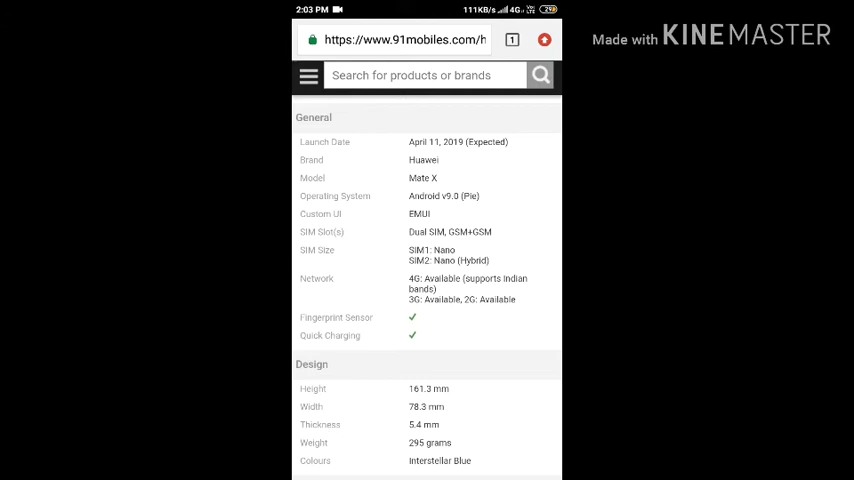 2:03 PM 111KB/s 4G
Made with KINEMASTER
https://www.91mobiles.com/h
1
Search for products or brands
General
Launch Date April 11, 2019 (Expected)
Brand Huawei
Model Mate X
Operating System Android v9.0 (Pie)
Custom UI EMUI
SIM Slot(s) Dual SIM, GSM+GSM
SIM Size SIM1: Nano
SIM2: Nano (Hybrid)
Network 4G: Available (supports Indian
bands)
3G: Available, 2G: Available
Fingerprint Sensor
Quick Charging
Design
Height 161.3 mm
Width 78.3 mm
Thickness 5.4 mm
Weight 295 grams
Colours Interstellar Blue